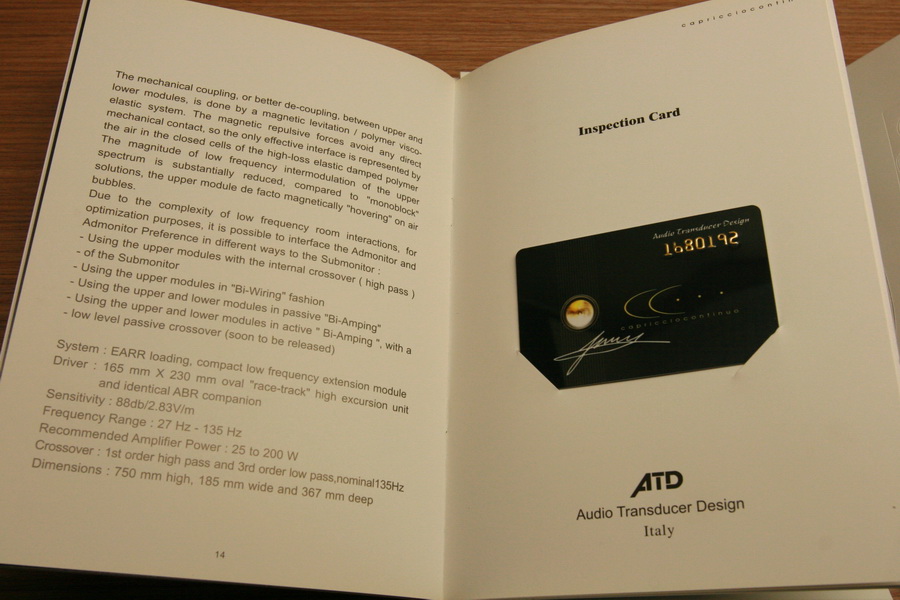 The mechanical coupling, or better de-coupling, between upper and
lower modules, is done by a magnetic levitation / polymer visco-
elastic system. The magnetic repulsive forces avoid any direct
mechanical contact, so the only effective interface is represented by
the air in the closed cells of the high-loss elastic damped polymer
The magnitude of low frequency intermodulation of the upper
spectrum is substantially reduced, compared to "monoblock"
solutions, the upper module de facto magnetically "hovering" on air
bubbles.
Due to the complexity of low frequency room interactions, for
optimization purposes, it is possible to interface the Admonitor and
Admonitor Preference in different ways to the Submonitor :
- Using the upper modules with the internal crossover ( high pass )
- of the Submonitor
- Using the upper modules in "Bi-Wiring" fashion
- Using the upper and lower modules in passive "Bi-Amping"
- Using the upper and lower modules in active " Bi-Amping ", with a
- low level passive crossover (soon to be released)
System : EARR loading, compact low frequency extension module
Driver : 165 mm X 230 mm oval "race-track" high excursion unit
and identical ABR companion
Sensitivity : 88db/2.83V/m
Frequency Range : 27 Hz - 135 Hz
Recommended Amplifier Power : 25 to 200 W
Crossover : 1st order high pass and 3rd order low pass,nominal135Hz
Dimensions : 750 mm high, 185 mm wide and 367 mm deep
14
capricciocontin
Inspection Card
Audio Transducer Design
1680192
capricciocontinuo
ATD
Audio Transducer Design
Italy